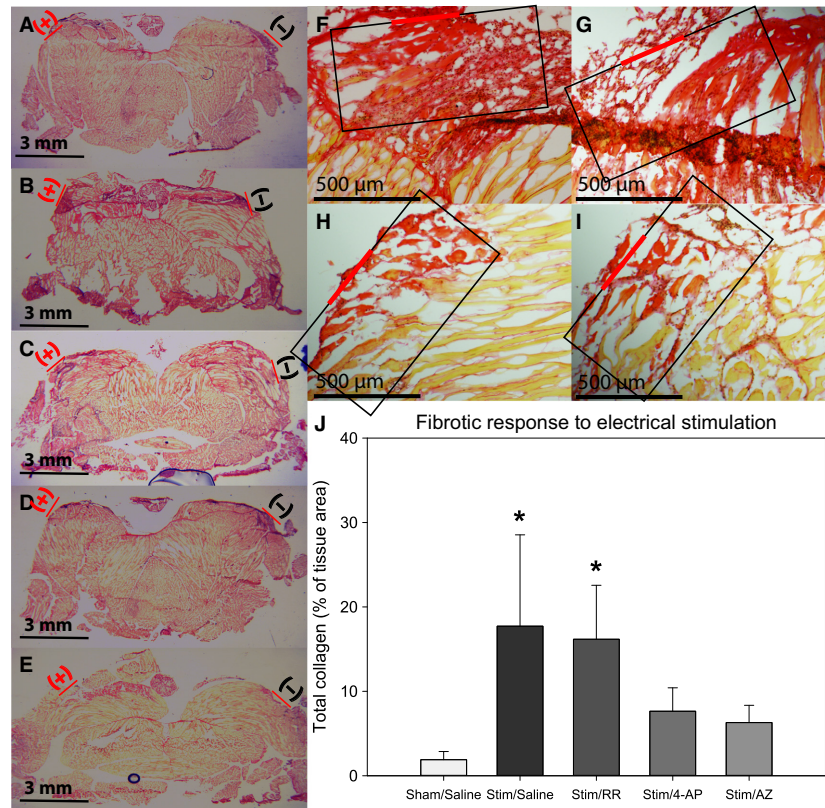 A
(+)
(−)
3 mm
B
(+)
(−)
3 mm
C
(+)
(−)
3 mm
D
(+)
(−)
3 mm
E
(+)
(−)
3 mm
F
500 µm
G
500 µm
H
500 µm
I
500 µm
J
Fibrotic response to electrical stimulation
Total collagen (% of tissue area)
40
30
20
10
0
*
*
Sham/Saline Stim/Saline Stim/RR Stim/4-AP Stim/AZ